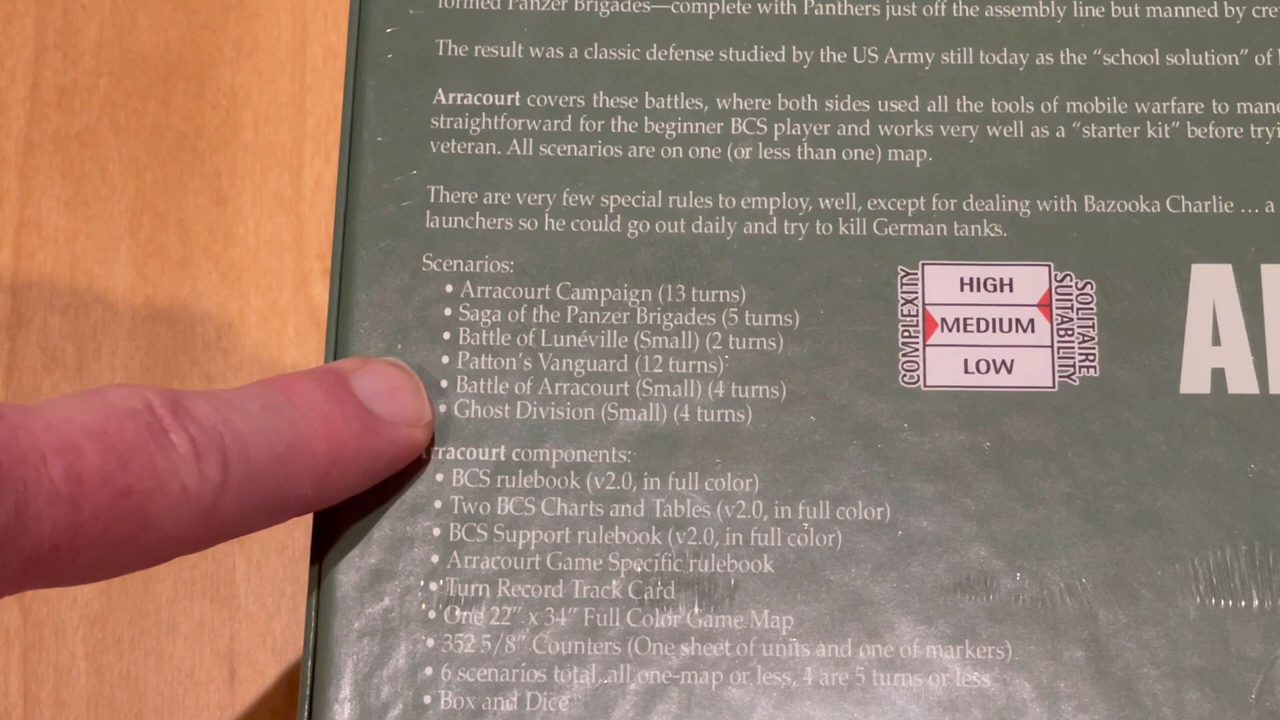 formed Panzer Brigades—complete with Panthers just off the assembly line but manned by
The result was a classic defense studied by the US Army still today as the “school solution” of
Arracourt covers these battles, where both sides used all the tools of mobile warfare to
straightforward for the beginner BCS player and works very well as a “starter kit” before
veteran. All scenarios are on one (or less than one) map.
There are very few special rules to employ, well, except for dealing with Bazooka Charlie … a
launchers so he could go out daily and try to kill German tanks.
Scenarios:
• Arracourt Campaign (13 turns)
• Saga of the Panzer Brigades (5 turns)
• Battle of Lunéville (Small) (2 turns)
• Patton’s Vanguard (12 turns)
• Battle of Arracourt (Small) (4 turns)
• Ghost Division (Small) (4 turns)
COMPLEXITY
HIGH
MEDIUM
LOW
SOLITAIRE
SUITABILITY
Arracourt components:
• BCS rulebook (v2.0, in full color)
• Two BCS Charts and Tables (v2.0, in full color)
• BCS Support rulebook (v2.0, in full color)
• Arracourt Game Specific rulebook
• Turn Record Track Card
• One 22” x 34” Full Color Game Map
• 352 5/8” Counters (One sheet of units and one of markers)
• 6 scenarios total, all one-map or less, 4 are 5 turns or less
• Box and Dice